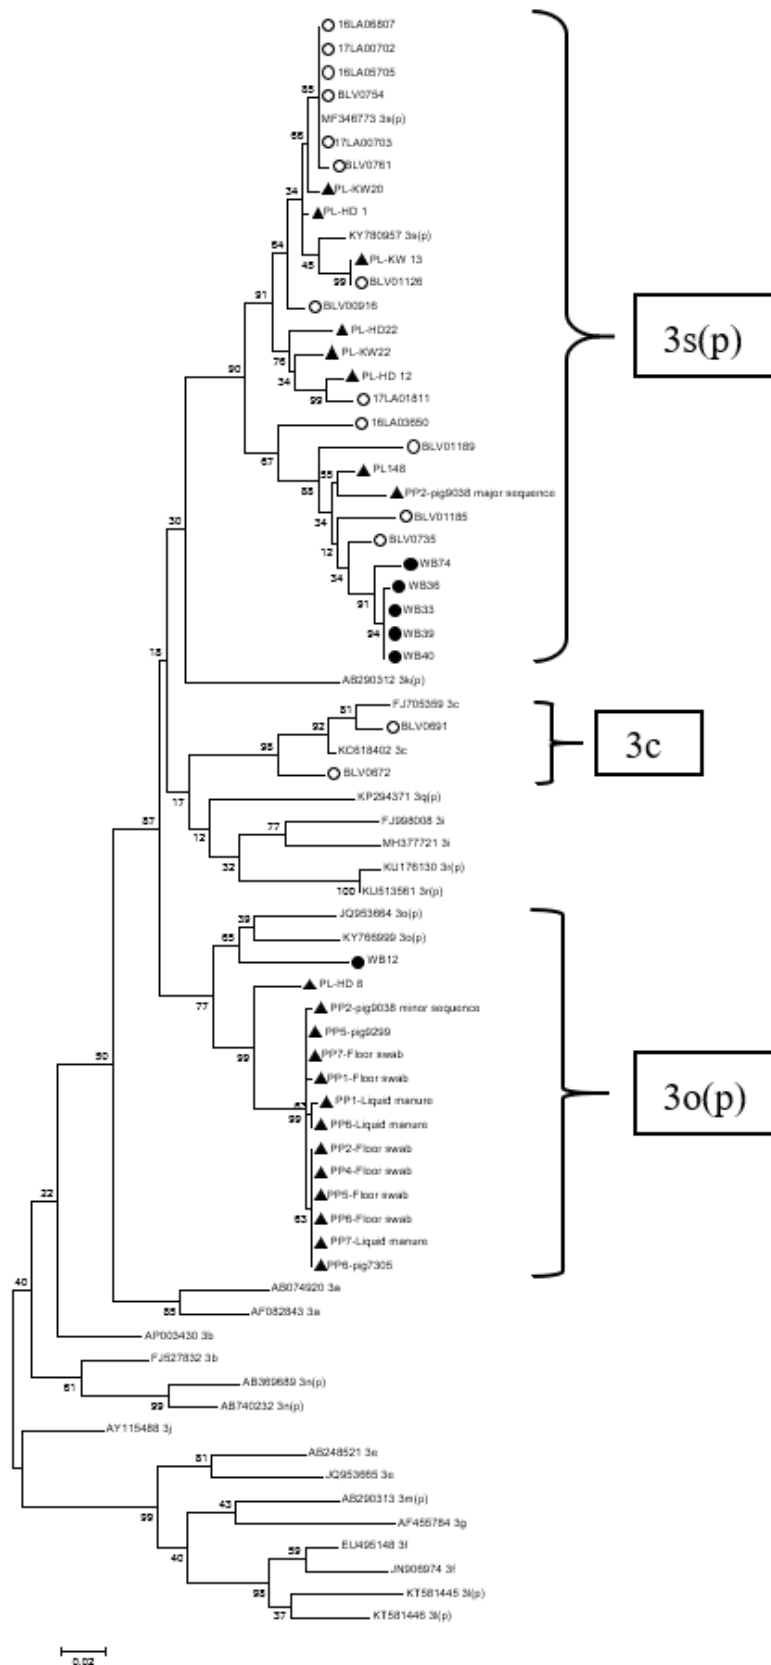 16LA06807
17LA00702
16LA05705
85
BLV0754
MF346773 3s(p)
66
17LA00703
BLV0761
PL-KW20
34
PL-HD 1
KY780957 3s(p)
64
45
PL-KW 13
99
BLV01126
91
BLV00916
PL-HD22
3s(p)
76
PL-KW22
90
34
PL-HD 12
99
17LA01811
16LA03650
67
BLV01189
55
PL148
88
PP2-pig9038 major sequence
34
BLV01185
30
12
BLV0735
34
WB74
91
WB36
WB33
94
WB39
WB40
18
AB290312 3k(p)
81
FJ705359 3c
92
BLV0691
98
KC618402 3c
3c
BLV0672
17
KP294371 3q(p)
87
12
77
FJ998008 3i
MH377721 3i
32
KU176130 3r(p)
100
KU513561 3r(p)
39
JQ953664 3o(p)
65
KY766999 3o(p)
WB12
77
PL-HD 8
PP2-pig9038 minor sequence
99
PP5-pig9299
50
PP7-Floor swab
PP1-Floor swab
63
PP1-Liquid manure
3o(p)
99
PP6-Liquid manure
PP2-Floor swab
PP4-Floor swab
22
PP5-Floor swab
63
PP6-Floor swab
PP7-Liquid manure
PP6-pig7305
40
AB074920 3a
85
AF082843 3a
AP003430 3b
FJ527832 3b
61
AB369689 3n(p)
99
AB740232 3n(p)
AY115488 3j
81
AB248521 3e
JQ953665 3e
99
43
AB290313 3m(p)
AF455784 3g
40
59
EU495148 3f
JN906974 3f
98
KT581445 3l(p)
37
KT581446 3l(p)
0.02